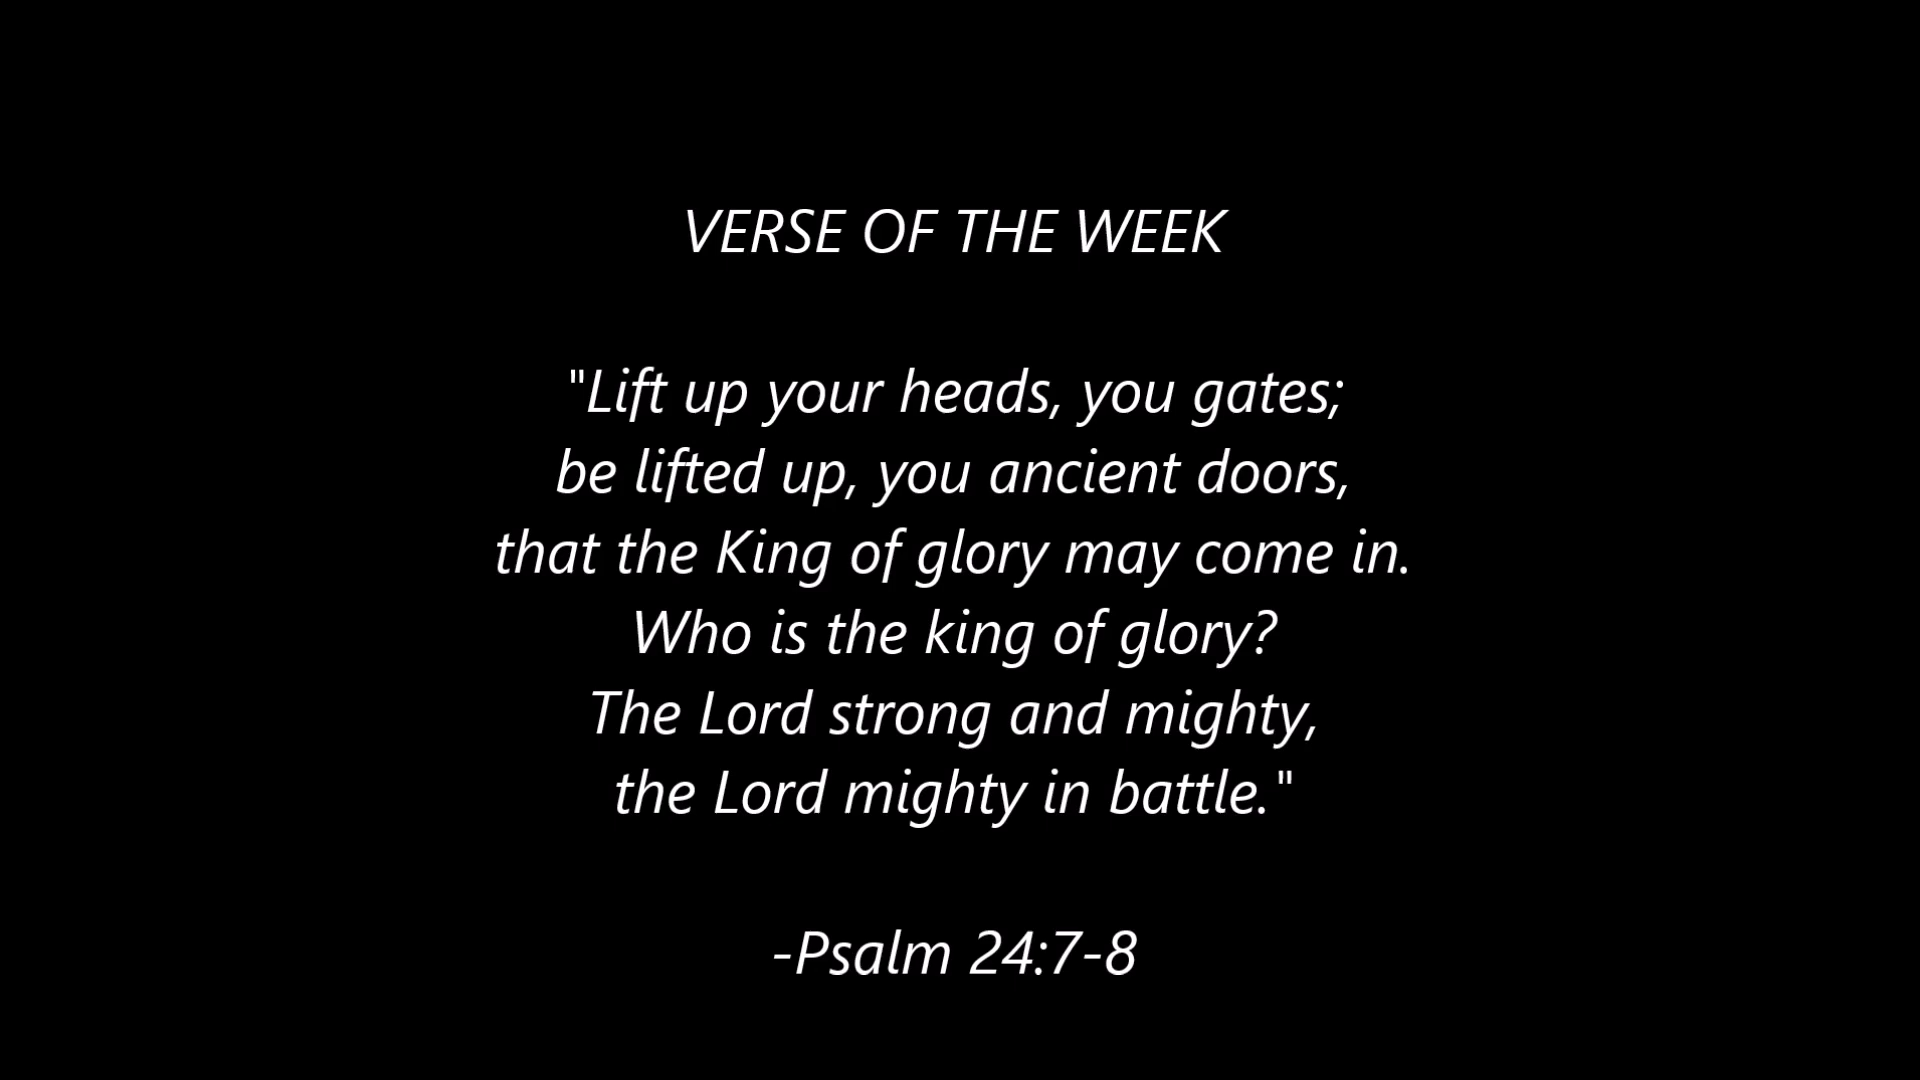 VERSE OF THE WEEK
"Lift up your heads, you gates;
be lifted up, you ancient doors,
that the King of glory may come in.
Who is the king of glory?
The Lord strong and mighty,
the Lord mighty in battle."
-Psalm 24:7-8